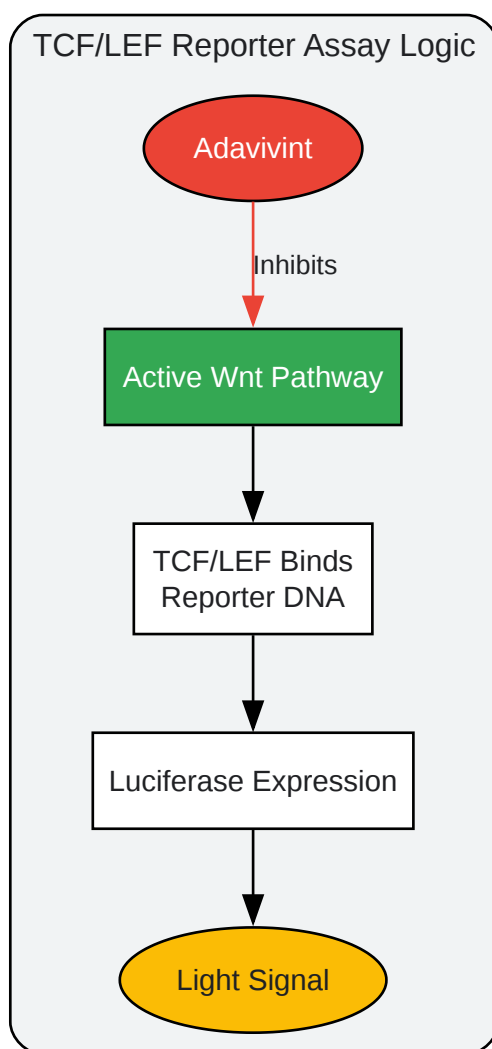 TCF/LEF Reporter Assay Logic
Adavivint
Inhibits
Active Wnt Pathway
TCF/LEF Binds
Reporter DNA
Luciferase Expression
Light Signal